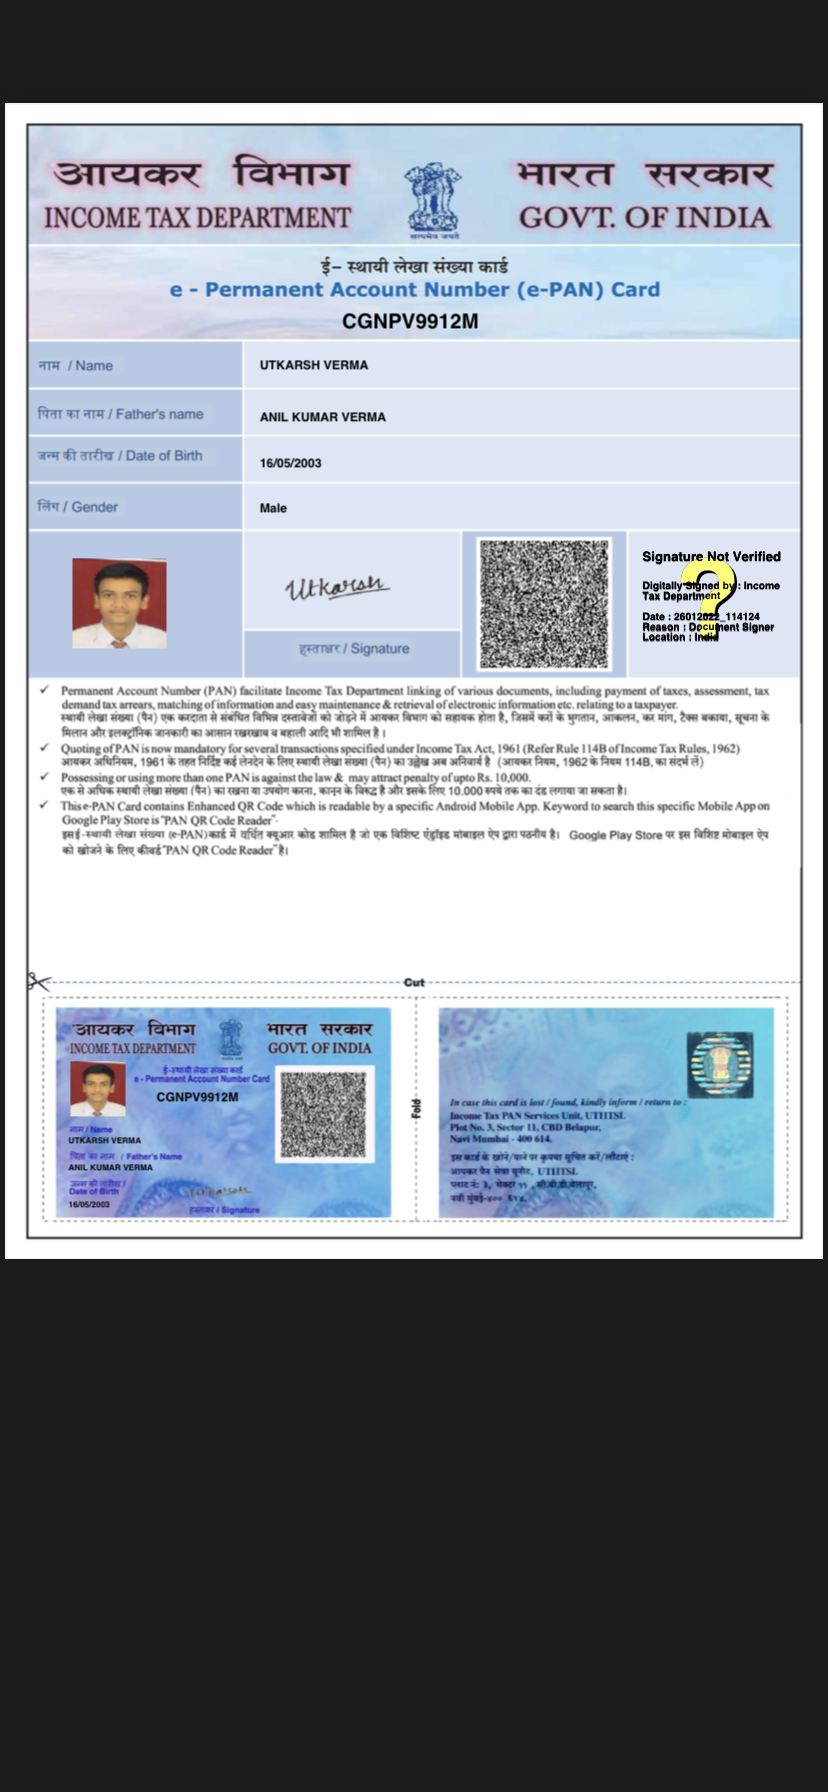 आयकर विभाग
INCOME TAX DEPARTMENT
सत्यमेव जयते
भारत सरकार
GOVT. OF INDIA
ई– स्थायी लेखा संख्या कार्ड
e - Permanent Account Number (e-PAN) Card
CGNPV9912M
नाम / Name
UTKARSH VERMA
पिता का नाम / Father's name
ANIL KUMAR VERMA
जन्म की तारीख / Date of Birth
16/05/2003
लिंग / Gender
Male
Utkarsh
हस्ताक्षर / Signature
Signature Not Verified
?
Digitally Signed by : Income
Tax Department
Date : 26012022_114124
Reason : Document Signer
Location : India
✓ Permanent Account Number (PAN) facilitate Income Tax Department linking of various documents, including payment of taxes, assessment, tax
demand tax arrears, matching of information and easy maintenance & retrieval of electronic information etc. relating to a taxpayer.
स्थायी लेखा संख्या (पैन) एक करदाता से संबंधित विभिन्न दस्तावेजों को जोड़ने में आयकर विभाग को सहायक होता है, जिसमें करों के भुगतान, आकलन, कर मांग, टैक्स बकाया, सूचना के
मिलान और इलक्ट्रॉनिक जानकारी का आसान रखरखाव व बहाली आदि भी शामिल है ।
✓ Quoting of PAN is now mandatory for several transactions specified under Income Tax Act, 1961 (Refer Rule 114B of Income Tax Rules, 1962)
आयकर अधिनियम, 1961 के तहत निर्दिष्ट कई लेनदेन के लिए स्थायी लेखा संख्या (पैन) का उल्लेख अब अनिवार्य है (आयकर नियम, 1962 के नियम 114B, का संदर्भ लें)
✓ Possessing or using more than one PAN is against the law & may attract penalty of upto Rs. 10,000.
एक से अधिक स्थायी लेखा संख्या (पैन) का रखना या उपयोग करना, कानून के विरुद्ध है और इसके लिए 10,000 रुपये तक का दंड लगाया जा सकता है।
✓ This e-PAN Card contains Enhanced QR Code which is readable by a specific Android Mobile App. Keyword to search this specific Mobile App on
Google Play Store is "PAN QR Code Reader"·
इस ई-स्थायी लेखा संख्या (e-PAN) कार्ड में वर्धित क्यूआर कोड शामिल है जो एक विशिष्ट एंड्रॉइड मोबाइल ऐप द्वारा पठनीय है। Google Play Store पर इस विशिष्ट मोबाइल ऐप
को खोजने के लिए कीवर्ड "PAN QR Code Reader" है।
Cut
आयकर विभाग
INCOME TAX DEPARTMENT
भारत सरकार
GOVT. OF INDIA
ई-स्थायी लेखा संख्या कार्ड
e - Permanent Account Number Card
CGNPV9912M
नाम / Name
UTKARSH VERMA
पिता का नाम / Father's Name
ANIL KUMAR VERMA
जन्म की तारीख /
Date of Birth
16/05/2003
Utkarsh
हस्ताक्षर / Signature
Fold
In case this card is lost / found, kindly inform / return to :
Income Tax PAN Services Unit, UTIITSL
Plot No. 3, Sector 11, CBD Belapur,
Navi Mumbai - 400 614.
इस कार्ड के खोने/पाने पर कृपया सूचित करें/लौटाएं :
आयकर पैन सेवा यूनीट, UTIITSL
प्लाट नं: ३, सेक्टर ११ , सी.बी.डी.बेलापूर,
नवी मुंबई-४०० ६१४.